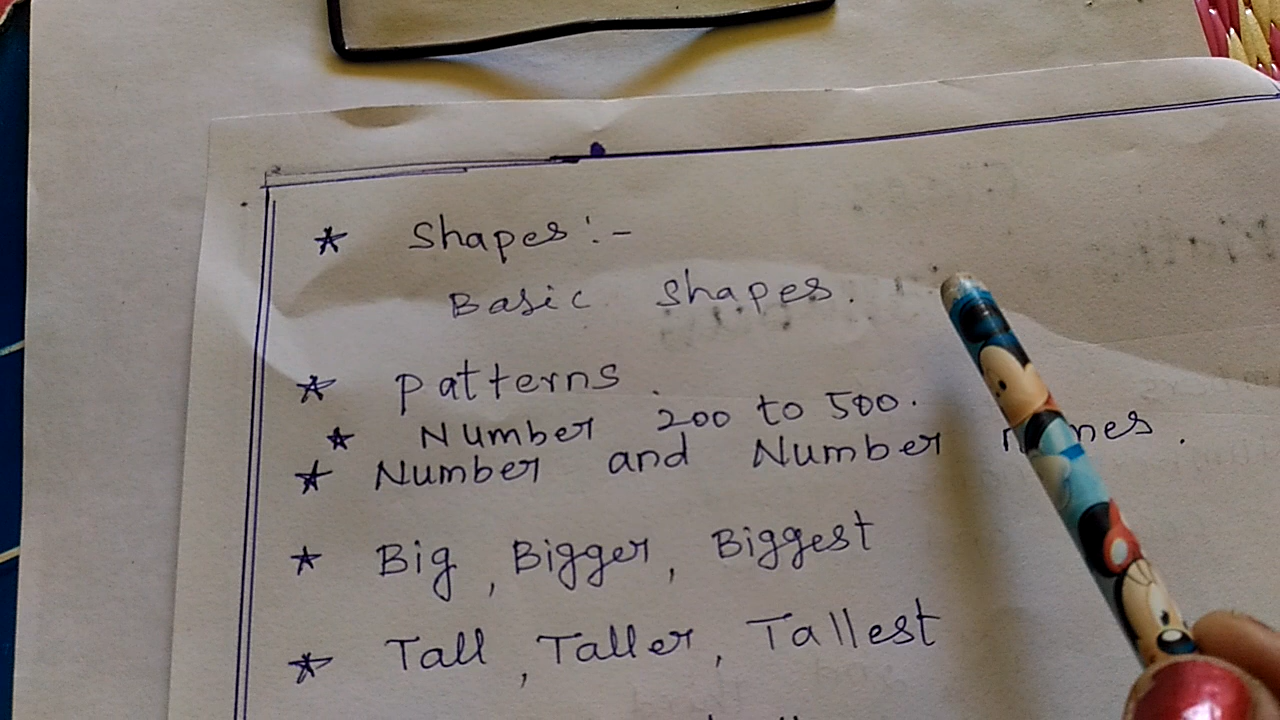 ★ Shapes :-
Basic Shapes.
★ Patterns.
★ Number 200 to 500.
★ Number and Number
★ Big, Bigger, Biggest
★ Tall, Taller, Tallest